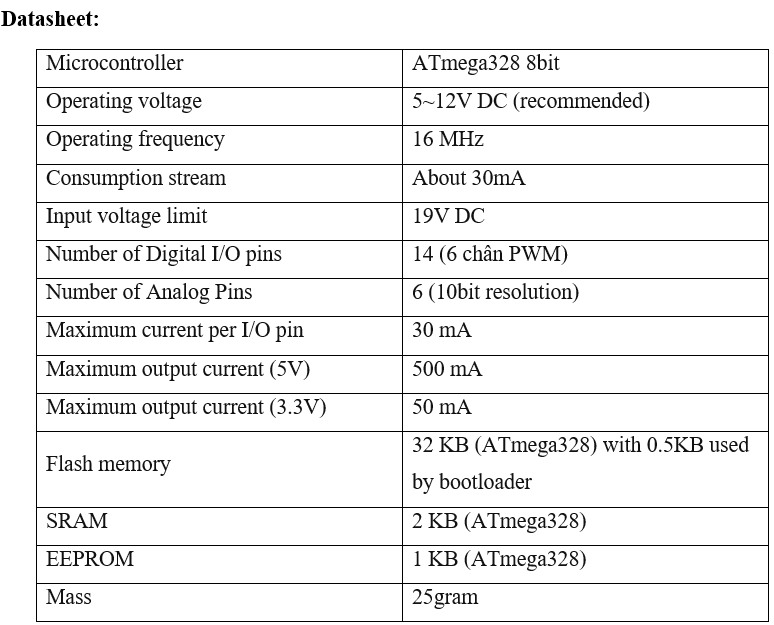 Datasheet:
Microcontroller ATmega328 8bit
Operating voltage 5~12V DC (recommended)
Operating frequency 16 MHz
Consumption stream About 30mA
Input voltage limit 19V DC
Number of Digital I/O pins 14 (6 chân PWM)
Number of Analog Pins 6 (10bit resolution)
Maximum current per I/O pin 30 mA
Maximum output current (5V) 500 mA
Maximum output current (3.3V) 50 mA
Flash memory 32 KB (ATmega328) with 0.5KB used
by bootloader
SRAM 2 KB (ATmega328)
EEPROM 1 KB (ATmega328)
Mass 25gram